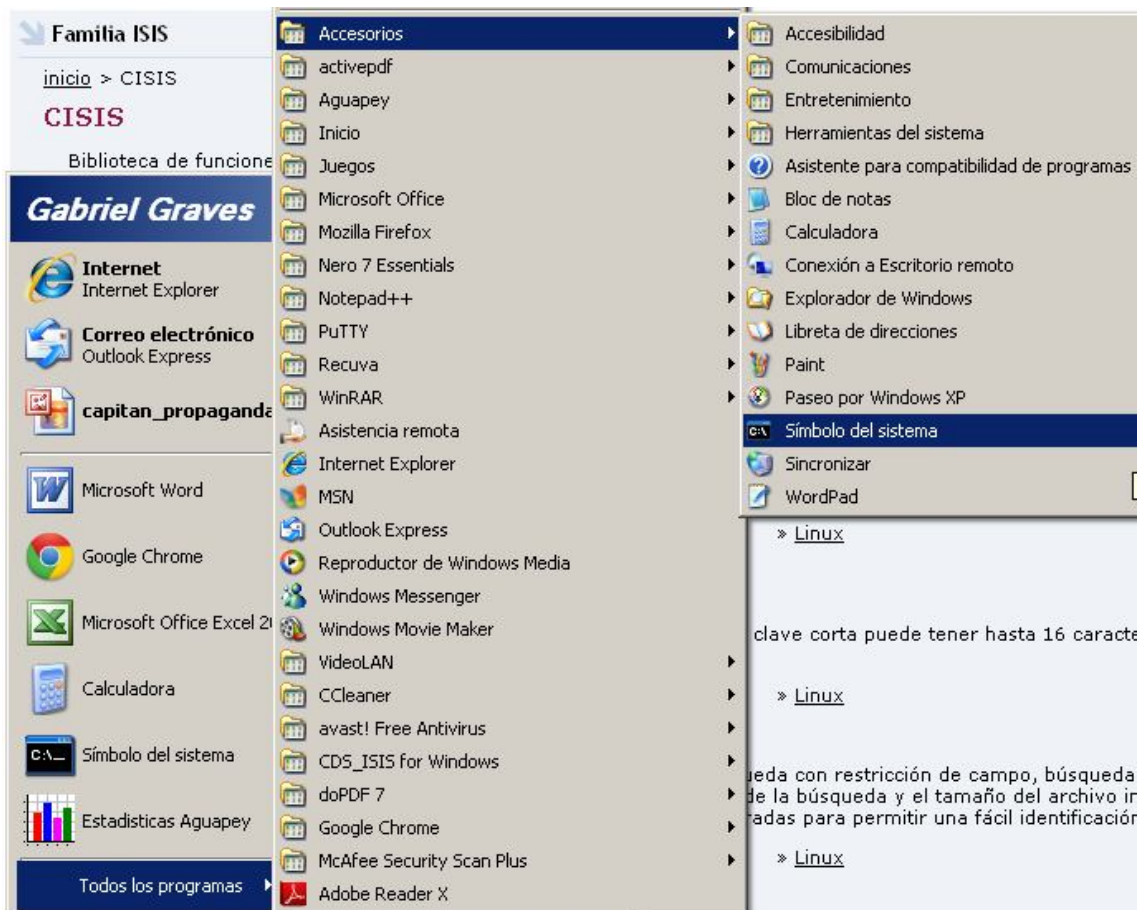 Familia ISIS
inicio > CISIS
CISIS
Biblioteca de funcione
Gabriel Graves
Internet
Internet Explorer
Correo electrónico
Outlook Express
capitan_propaganda
Microsoft Word
Google Chrome
Microsoft Office Excel 20
Calculadora
Símbolo del sistema
Estadisticas Aguapey
Todos los programas
Accesorios
activepdf
Aguapey
Inicio
Juegos
Microsoft Office
Mozilla Firefox
Nero 7 Essentials
Notepad++
PuTTY
Recuva
WinRAR
Asistencia remota
Internet Explorer
MSN
Outlook Express
Reproductor de Windows Media
Windows Messenger
Windows Movie Maker
VideoLAN
CCleaner
avast! Free Antivirus
CDS_ISIS for Windows
doPDF 7
Google Chrome
McAfee Security Scan Plus
Adobe Reader X
Accesibilidad
Comunicaciones
Entretenimiento
Herramientas del sistema
Asistente para compatibilidad de programas
Bloc de notas
Calculadora
Conexión a Escritorio remoto
Explorador de Windows
Libreta de direcciones
Paint
Paseo por Windows XP
Símbolo del sistema
Sincronizar
WordPad
» Linux
clave corta puede tener hasta 16 caracte
» Linux
ueda con restricción de campo, búsqueda
de la búsqueda y el tamaño del archivo in
radas para permitir una fácil identificación
» Linux